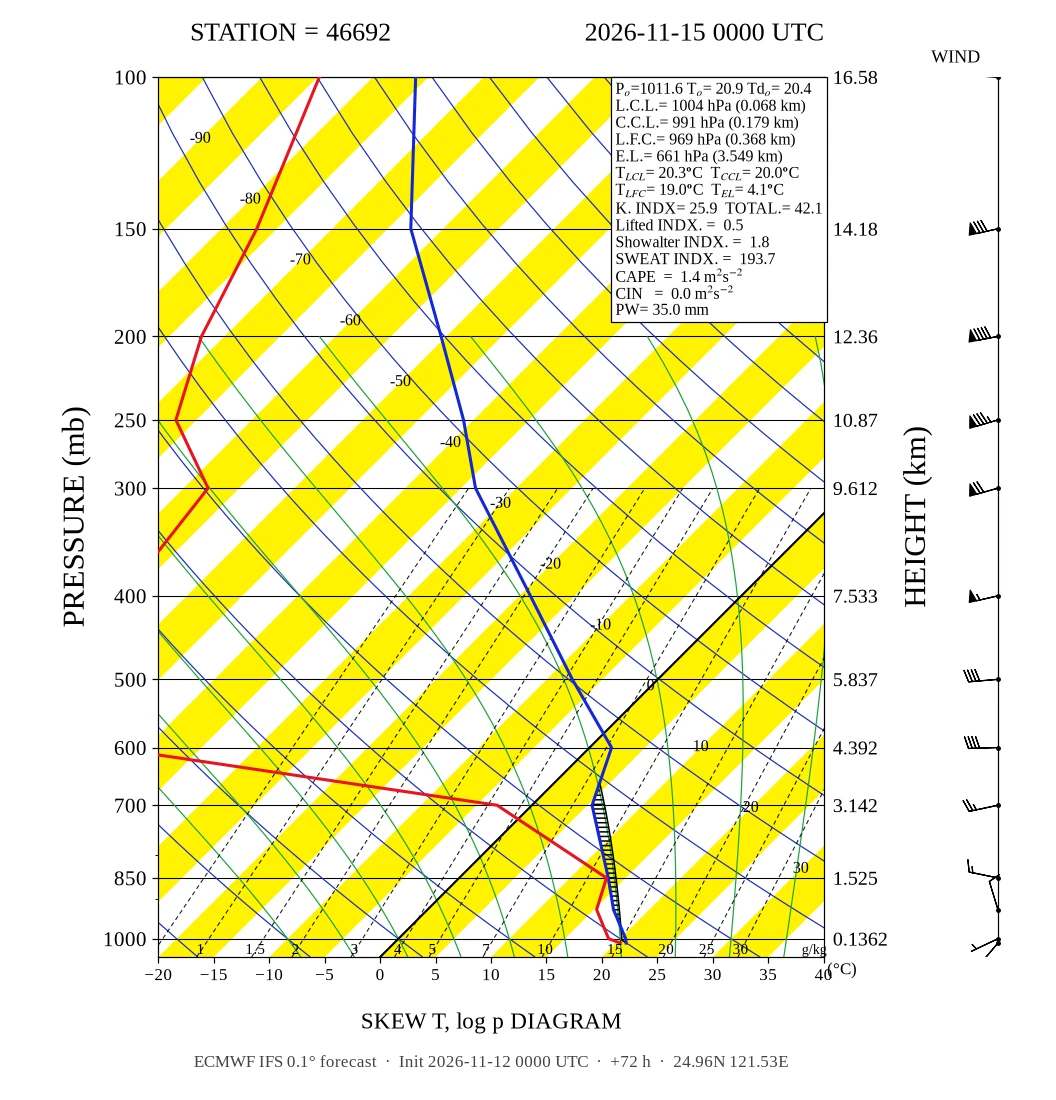 STATION = 46692 2026-11-15 0000 UTC
WIND
100 16.58
Pₒ=1011.6 Tₒ= 20.9 Tdₒ= 20.4
L.C.L.= 1004 hPa (0.068 km)
C.C.L.= 991 hPa (0.179 km)
L.F.C.= 969 hPa (0.368 km)
E.L.= 661 hPa (3.549 km)
T_LCL= 20.3°C T_CCL= 20.0°C
T_LFC= 19.0°C T_EL= 4.1°C
K. INDX= 25.9 TOTAL.= 42.1
Lifted INDX. = 0.5
Showalter INDX. = 1.8
SWEAT INDX. = 193.7
CAPE = 1.4 m²s⁻²
CIN = 0.0 m²s⁻²
PW= 35.0 mm
-90
-80
150 14.18
-70
-60
200 12.36
-50
250 10.87
-40
300 9.612
-30
-20
400 7.533
-10
500 5.837
0
10
600 4.392
700 20 3.142
30
850 1.525
1000 0.1362
1 1.5 2 3 4 5 7 10 15 20 25 30 g/kg
−20 −15 −10 −5 0 5 10 15 20 25 30 35 40 (°C)
PRESSURE (mb)
HEIGHT (km)
SKEW T, log p DIAGRAM
ECMWF IFS 0.1° forecast · Init 2026-11-12 0000 UTC · +72 h · 24.96N 121.53E